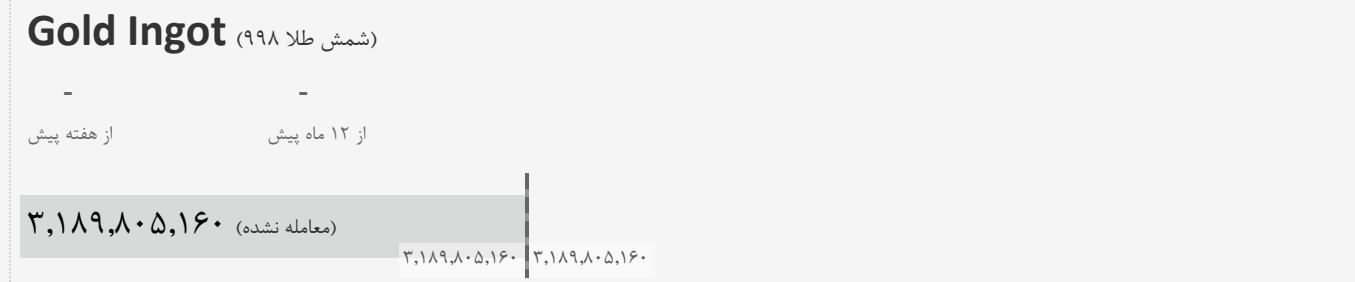 Gold Ingot (شمش طلا ۹۹۸)
- -
از هفته پیش از ۱۲ ماه پیش
۳,۱۸۹,۸۰۵,۱۶۰ (معامله نشده)
۳,۱۸۹,۸۰۵,۱۶۰ ۳,۱۸۹,۸۰۵,۱۶۰